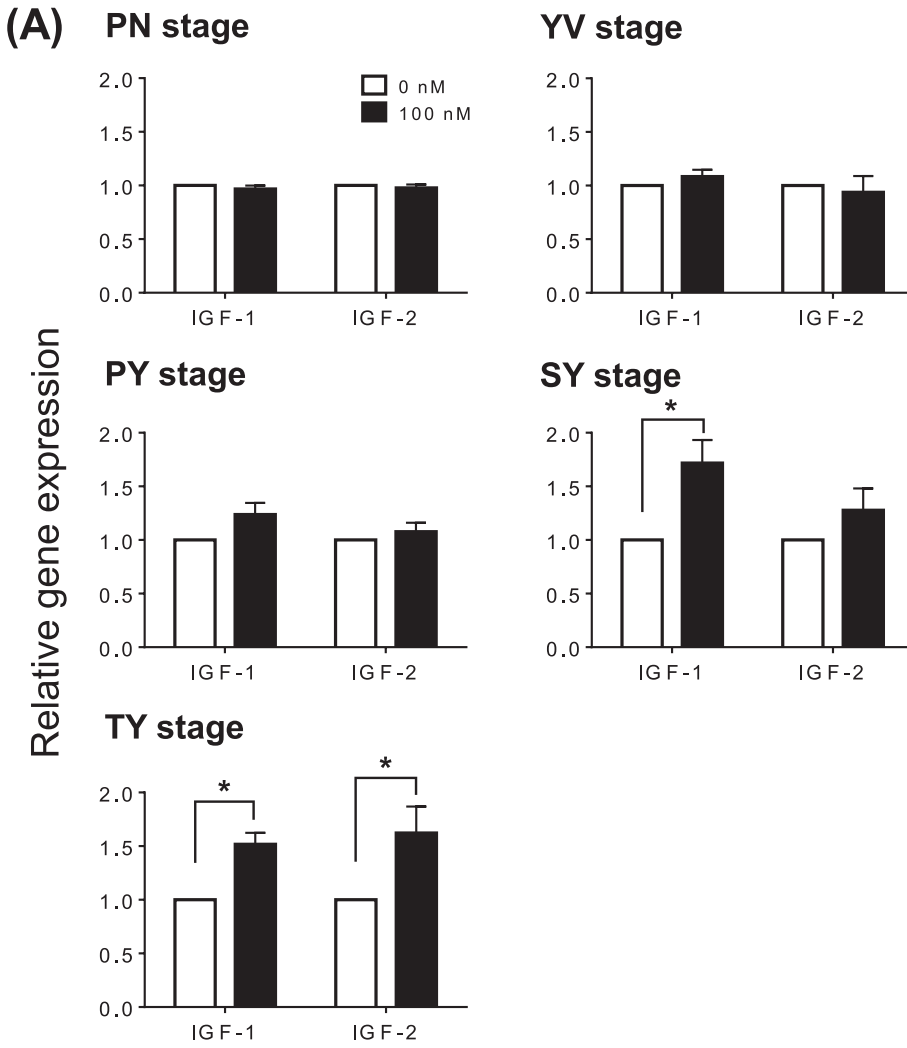 (A)
PN stage
2.0
1.5
1.0
0.5
0.0
IGF-1 IGF-2
0 nM
100 nM
YV stage
2.0
1.5
1.0
0.5
0.0
IGF-1 IGF-2
Relative gene expression
PY stage
2.0
1.5
1.0
0.5
0.0
IGF-1 IGF-2
SY stage
2.0
1.5
1.0
0.5
0.0
*
IGF-1 IGF-2
TY stage
2.0
1.5
1.0
0.5
0.0
* *
IGF-1 IGF-2